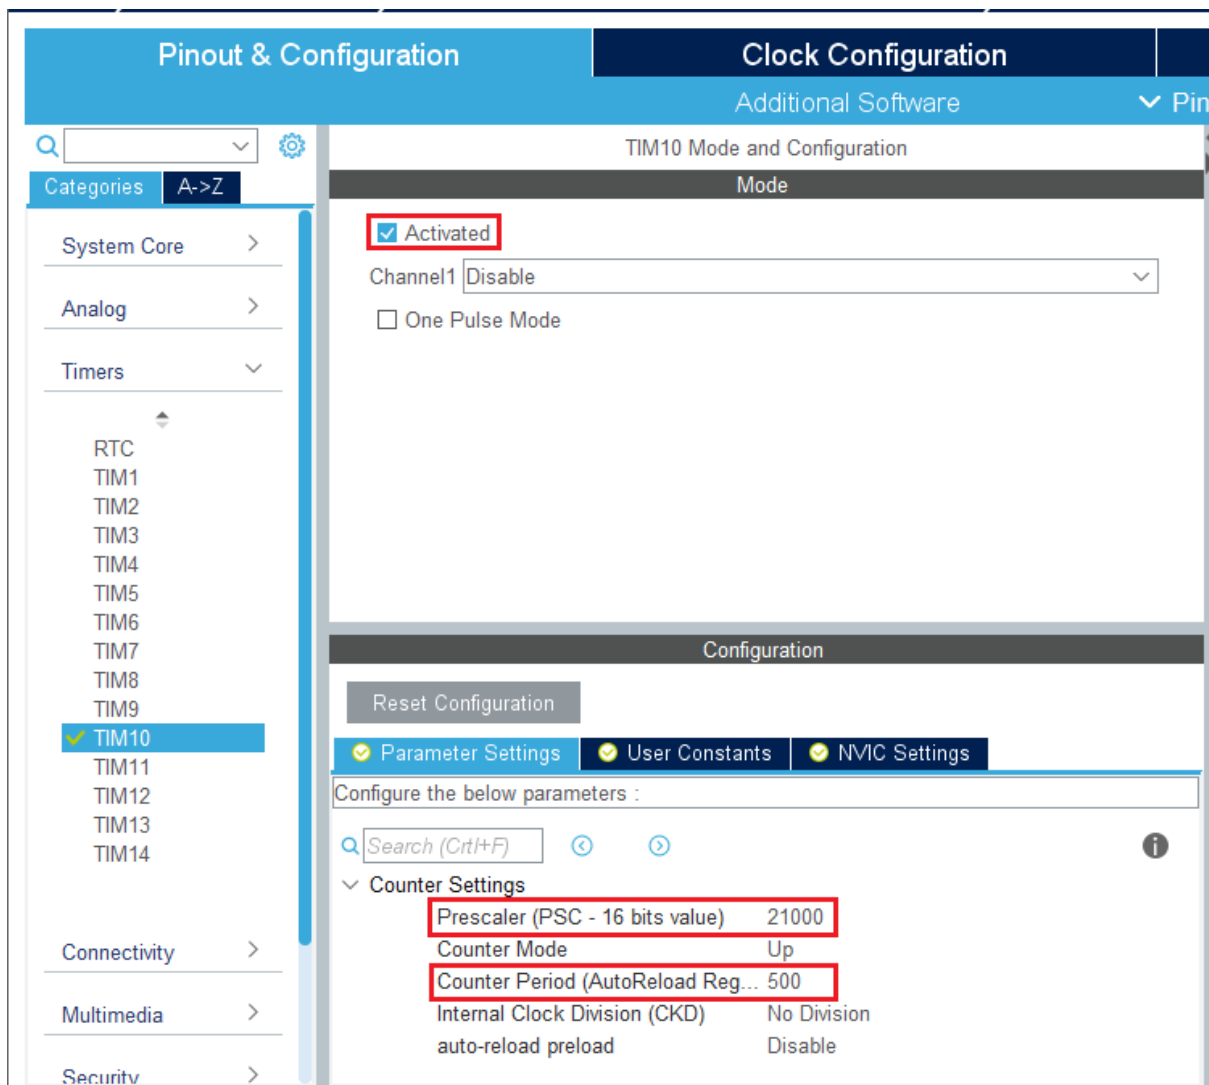 Pinout & Configuration
Clock Configuration
Additional Software
Pin
TIM10 Mode and Configuration
Mode
Categories
A->Z
Activated
System Core
Channel1 Disable
Analog
One Pulse Mode
Timers
RTC
TIM1
TIM2
TIM3
TIM4
TIM5
TIM6
TIM7
TIM8
TIM9
TIM10
TIM11
TIM12
TIM13
TIM14
Connectivity
Multimedia
Security
Configuration
Reset Configuration
Parameter Settings
User Constants
NVIC Settings
Configure the below parameters :
Search (Crtl+F)
Counter Settings
Prescaler (PSC - 16 bits value) 21000
Counter Mode Up
Counter Period (AutoReload Reg... 500
Internal Clock Division (CKD) No Division
auto-reload preload Disable